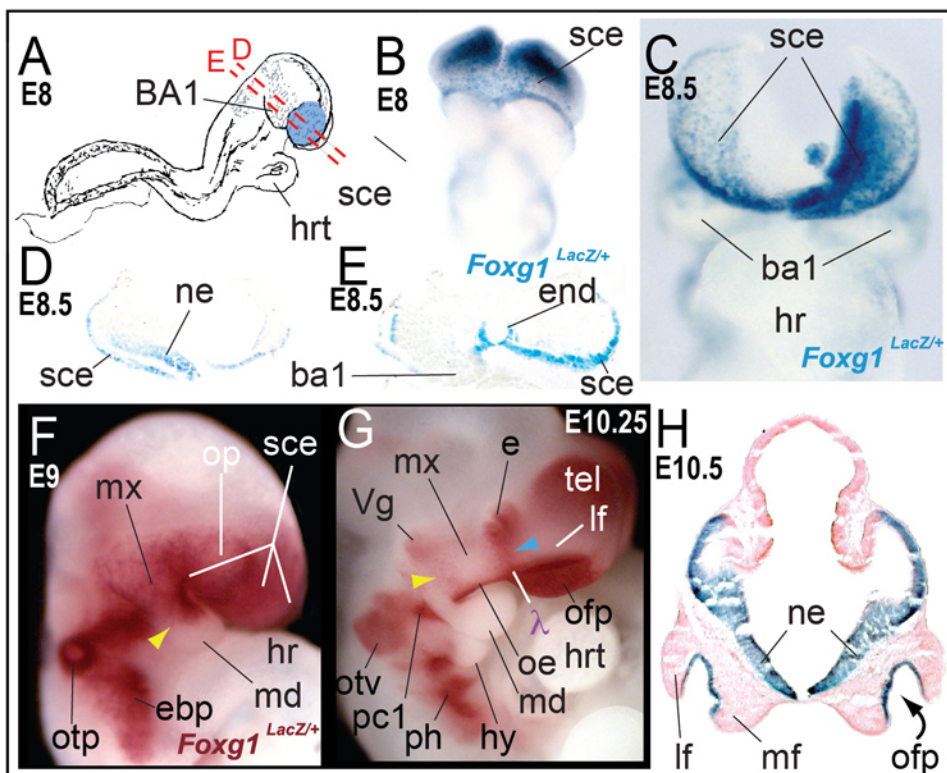 A
E8
E D
BA1
sce
hrt
B
E8
sce
C
E8.5
sce
ba1
hr
Foxg1 LacZ/+
D
E8.5
ne
sce
E
E8.5
Foxg1 LacZ/+
end
ba1
sce
F
E9
sce
op
mx
hr
md
ebp
otp
Foxg1 LacZ/+
G
E10.25
e
mx
tel
Vg
lf
ofp
λ
oe
hrt
md
otv
pc1
ph
hy
H
E10.5
ne
lf
mf
ofp